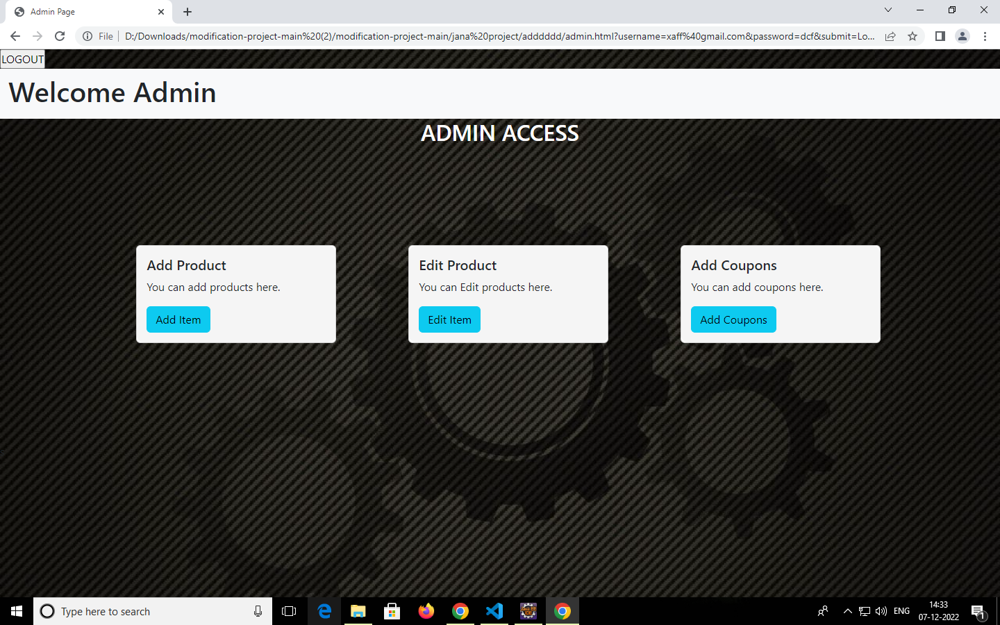 Admin Page
File
D:/Downloads/modification-project-main%20(2)/modification-project-main/jana%20project/adddddd/admin.html?username=xaff%40gmail.com&password=dcf&submit=Lo...
LOGOUT
Welcome Admin
ADMIN ACCESS
Add Product
You can add products here.
Add Item
Edit Product
You can Edit products here.
Edit Item
Add Coupons
You can add coupons here.
Add Coupons
Type here to search
ENG
14:33
07-12-2022
1